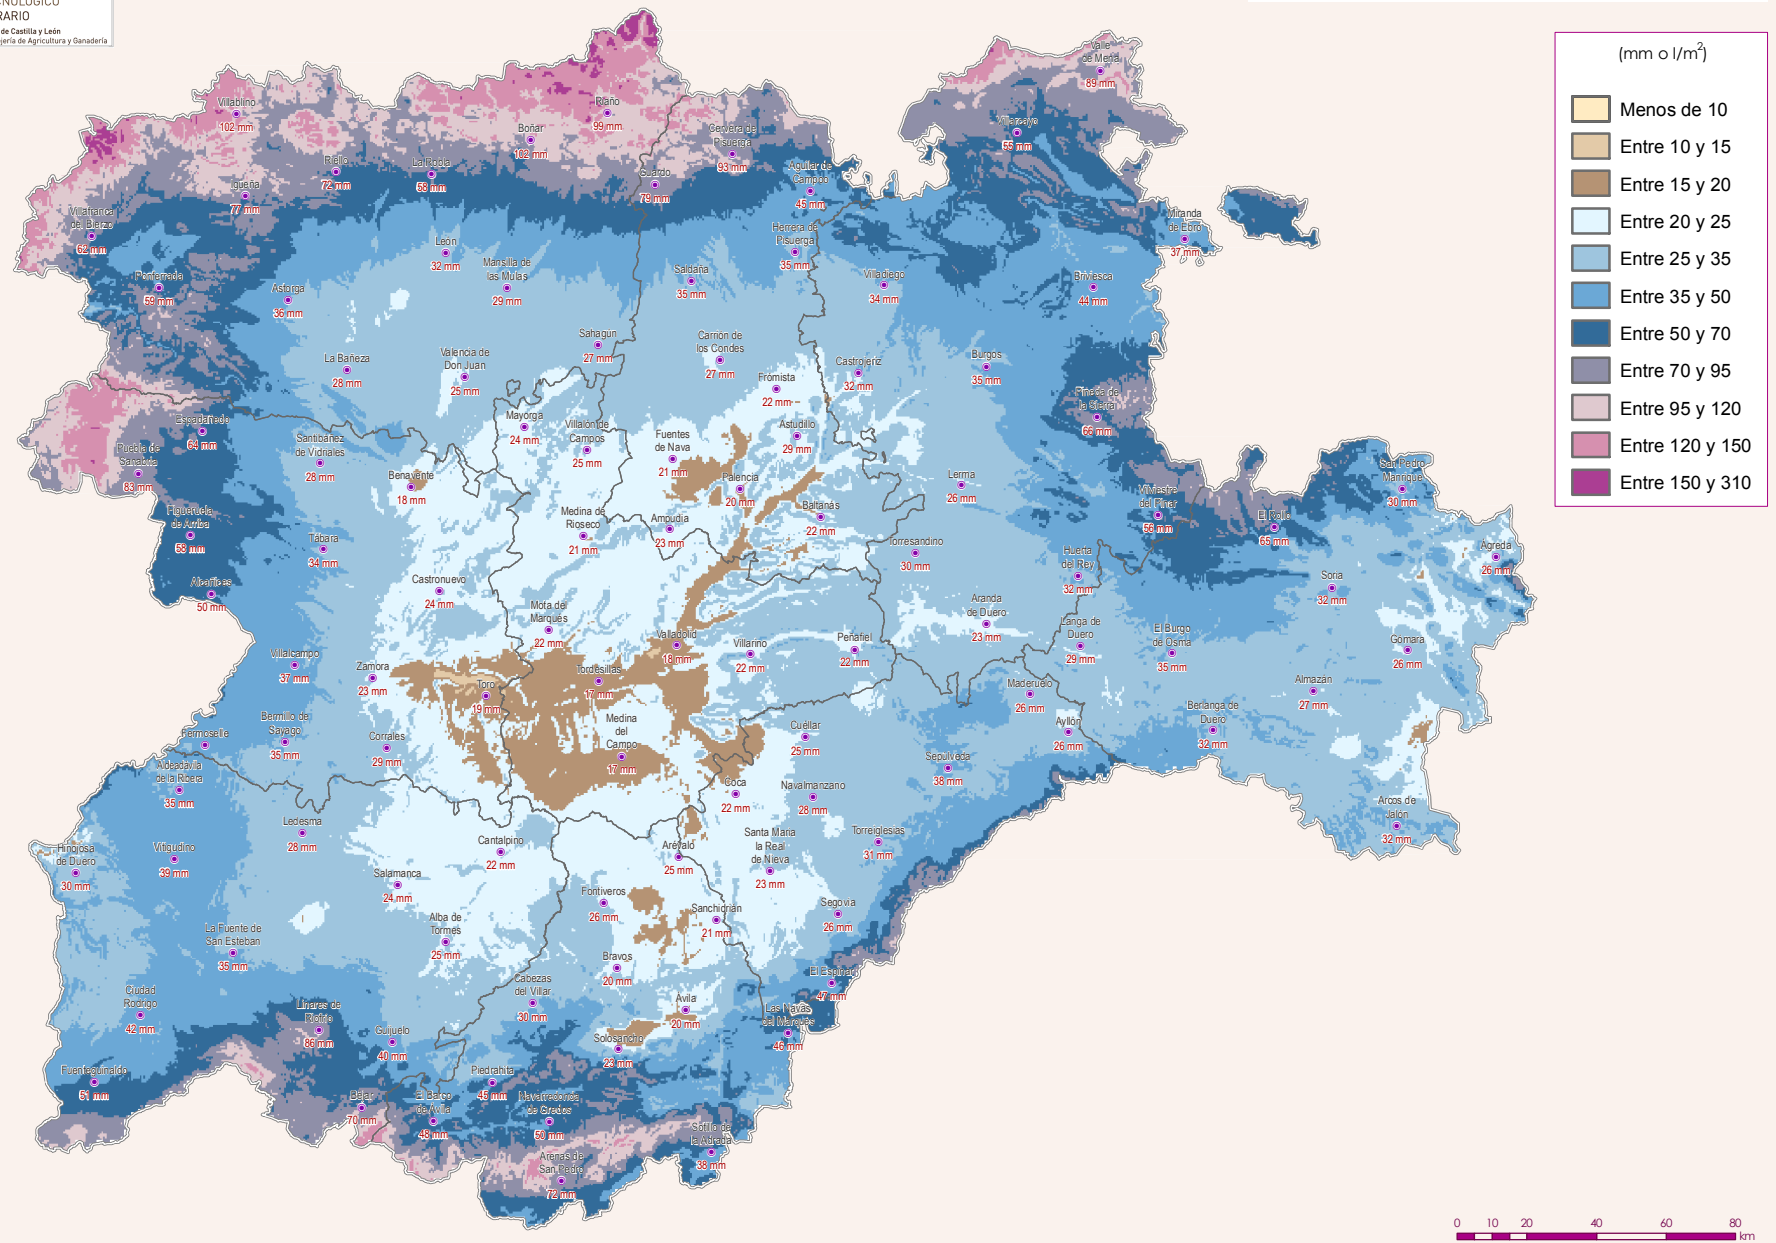 CNOLÓGICO
RARIO
de Castilla y León
ejería de Agricultura y Ganadería
(mm o l/m²)
Menos de 10
Entre 10 y 15
Entre 15 y 20
Entre 20 y 25
Entre 25 y 35
Entre 35 y 50
Entre 50 y 70
Entre 70 y 95
Entre 95 y 120
Entre 120 y 150
Entre 150 y 310
Valle
de Mena
89 mm
Villablino
102 mm
Riaño
99 mm
Boñar
102 mm
Cervera de
Pisuerga
93 mm
Villarcayo
55 mm
Riello
72 mm
La Robla
58 mm
Guardo
79 mm
Aguilar de
Campoo
45 mm
Igueña
77 mm
Villafranca
del Bierzo
62 mm
León
32 mm
Herrera de
Pisuerga
35 mm
Miranda
de Ebro
37 mm
Ponferrada
59 mm
Astorga
36 mm
Mansilla de
las Mulas
29 mm
Saldaña
35 mm
Villadiego
34 mm
Briviesca
44 mm
La Bañeza
28 mm
Valencia de
Don Juan
25 mm
Sahagún
27 mm
Carrión de
los Condes
27 mm
Frómista
22 mm
Castrojeriz
32 mm
Burgos
35 mm
Pineda de
la Sierra
66 mm
Espadañedo
64 mm
Puebla de
Sanabria
83 mm
Santibáñez
de Vidriales
28 mm
Benavente
18 mm
Mayorga
24 mm
Villalón de
Campos
25 mm
Fuentes
de Nava
21 mm
Astudillo
29 mm
Palencia
20 mm
Baltanás
22 mm
Lerma
26 mm
Vilviestre
del Pinar
56 mm
El Royo
65 mm
San Pedro
Manrique
30 mm
Figueruela
de Arriba
58 mm
Tábara
34 mm
Medina de
Rioseco
21 mm
Ampudia
23 mm
Torresandino
30 mm
Huerta
del Rey
32 mm
Soria
32 mm
Ágreda
26 mm
Alcañices
50 mm
Castronuevo
24 mm
Mota del
Marqués
22 mm
Valladolid
18 mm
Villarino
22 mm
Peñafiel
22 mm
Aranda
de Duero
23 mm
Langa de
Duero
29 mm
El Burgo
de Osma
35 mm
Gómara
26 mm
Villalcampo
37 mm
Zamora
23 mm
Toro
19 mm
Tordesillas
17 mm
Maderuelo
26 mm
Almazán
27 mm
Fermoselle
Bermillo de
Sayago
35 mm
Corrales
29 mm
Medina
del
Campo
17 mm
Cuéllar
25 mm
Ayllón
26 mm
Berlanga de
Duero
32 mm
Aldeadávila
de la Ribera
35 mm
Coca
22 mm
Navalmanzano
28 mm
Sepúlveda
38 mm
Arcos de
Jalón
32 mm
Hinojosa
de Duero
30 mm
Vitigudino
39 mm
Ledesma
28 mm
Cantalpino
22 mm
Arévalo
25 mm
Santa María
la Real
de Nieva
23 mm
Torreiglesias
31 mm
Salamanca
24 mm
Fontiveros
26 mm
Sanchidrián
21 mm
Segovia
26 mm
La Fuente de
San Esteban
35 mm
Alba de
Tormes
25 mm
Bravos
20 mm
El Espinar
47 mm
Ciudad
Rodrigo
42 mm
Linares de
Riofrío
86 mm
Cabezas
del Villar
30 mm
Ávila
20 mm
Las Navas
del Marqués
46 mm
Guijuelo
40 mm
Solosancho
23 mm
Fuenteguinaldo
51 mm
Béjar
70 mm
El Barco
de Ávila
48 mm
Piedrahita
45 mm
Navarredonda
de Gredos
50 mm
Sotillo de
la Adrada
38 mm
Arenas de
San Pedro
72 mm
0 10 20 40 60 80
km